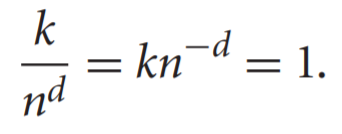 k/n^d = kn^{-d} = 1.